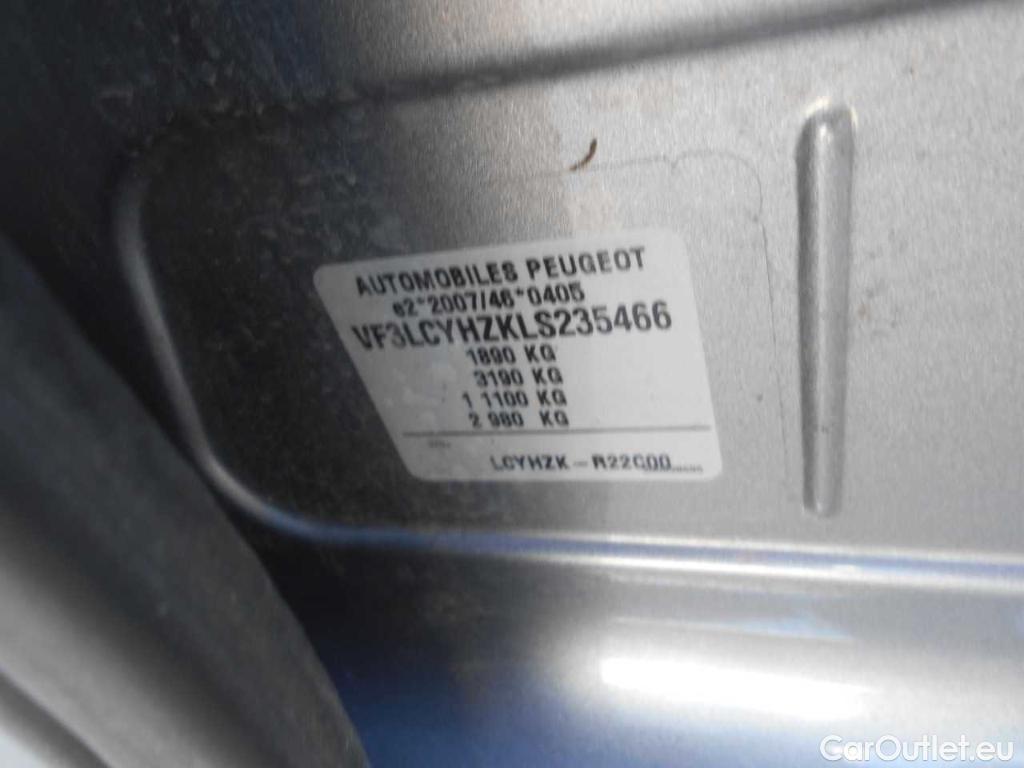 AUTOMOBILES PEUGEOT
e2*2007/46*0405
VF3LCYHZKLS235466
1890 KG
3190 KG
1 1100 KG
2 980 KG
LCYHZK - R22C00
CarOutlet.eu